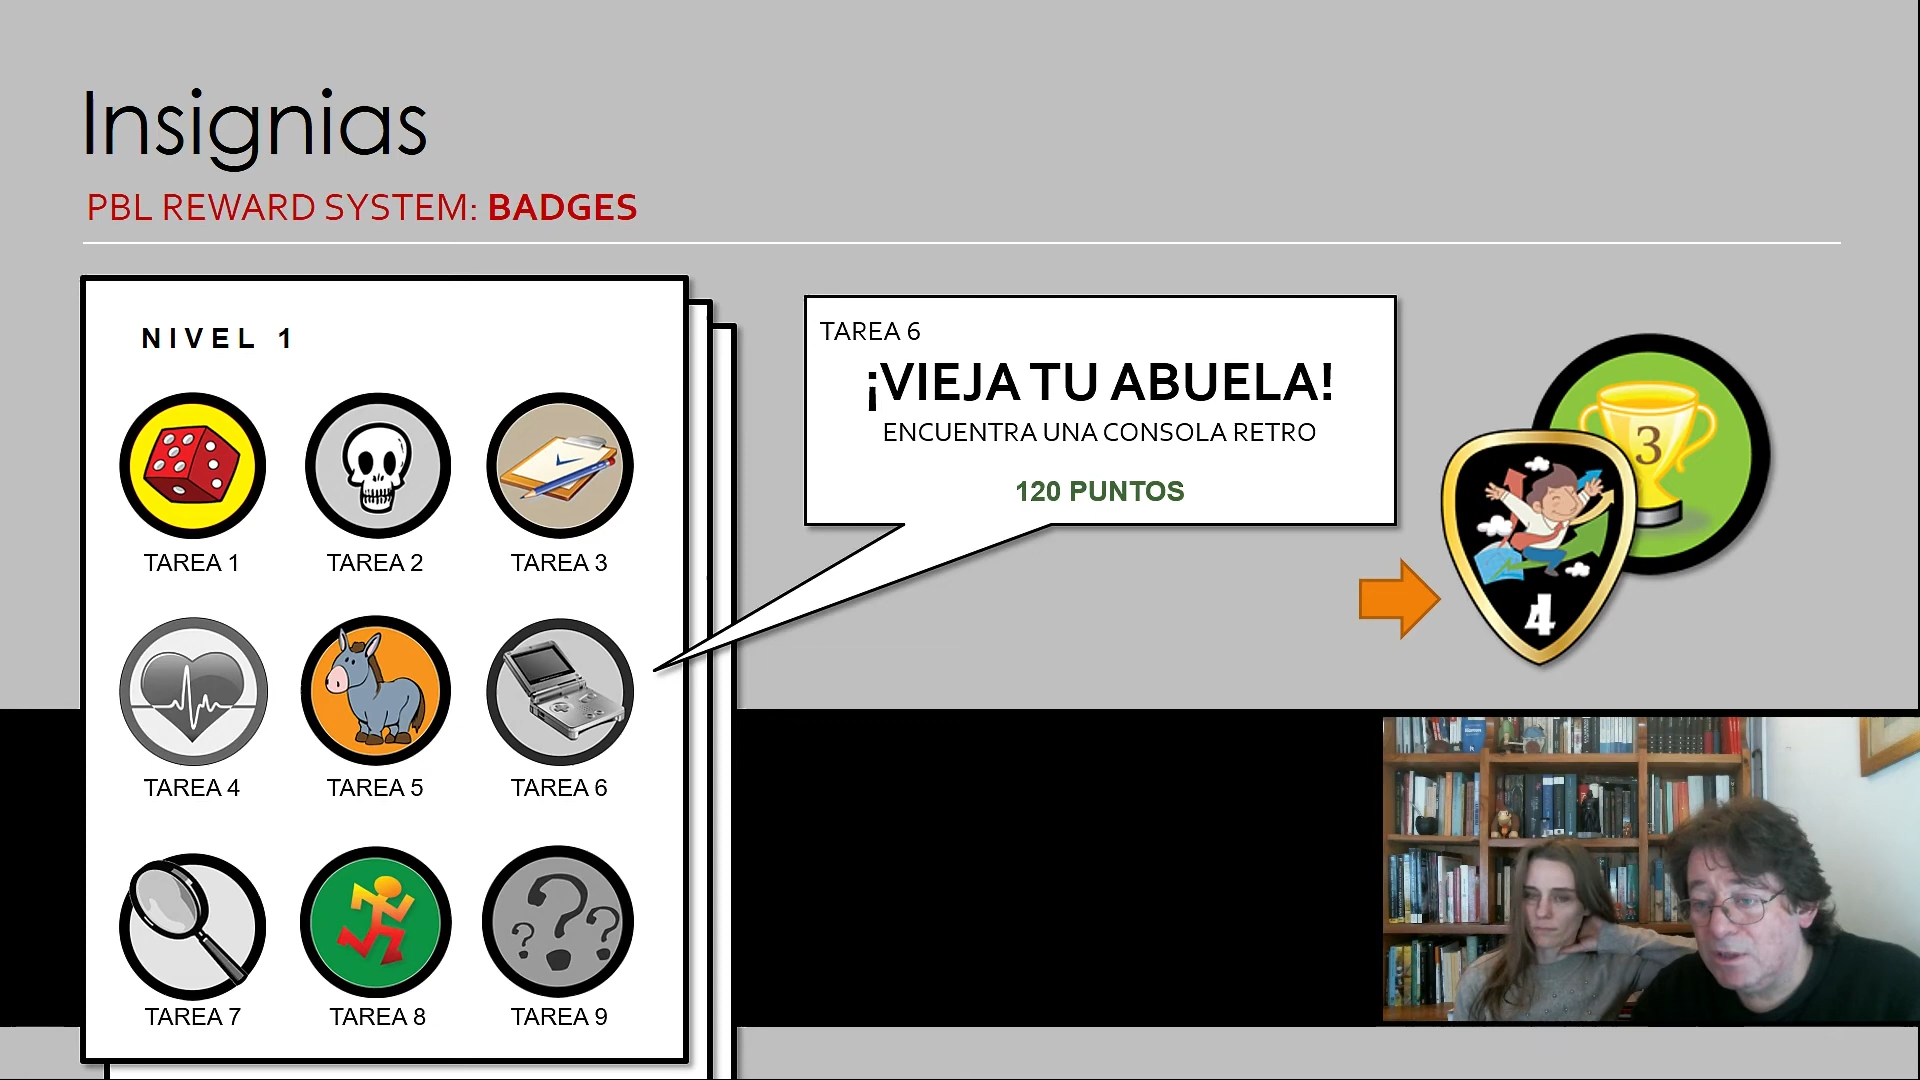 Insignias
PBL REWARD SYSTEM: BADGES
NIVEL 1
TAREA 1
TAREA 2
TAREA 3
TAREA 4
TAREA 5
TAREA 6
TAREA 7
TAREA 8
TAREA 9
TAREA 6
¡VIEJA TU ABUELA!
ENCUENTRA UNA CONSOLA RETRO
120 PUNTOS
3
4